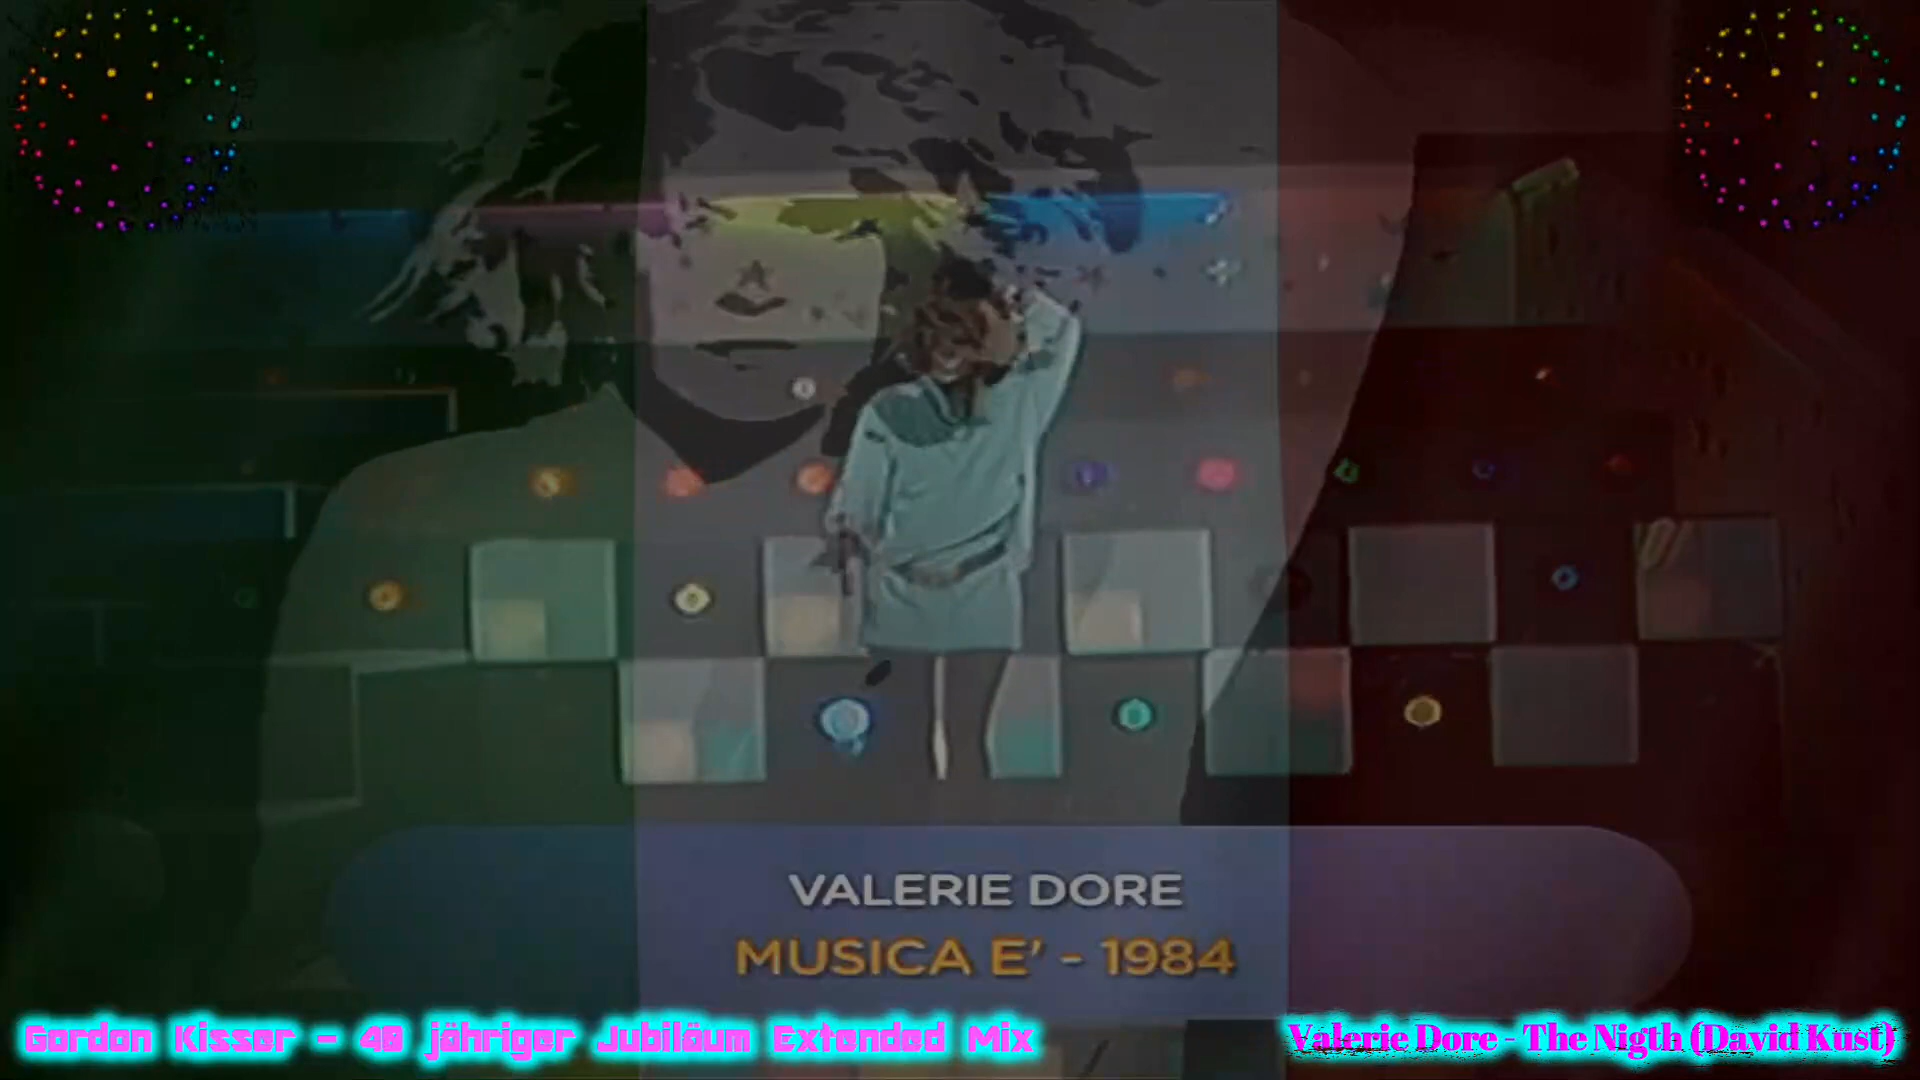 VALERIE DORE
MUSICA E' - 1984
Gordon Kisser - 40 jähriger Jubiläum Extended Mix
Valerie Dore - The Nigth (David Kust)